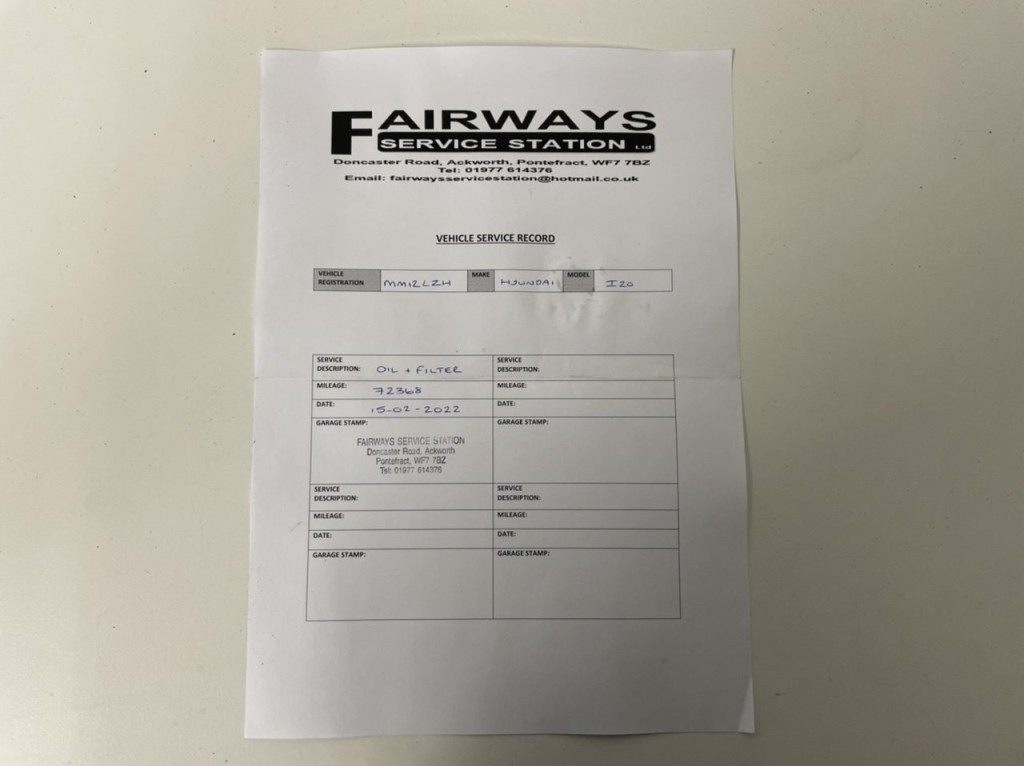 FAIRWAYS
SERVICE STATION Ltd
Doncaster Road, Ackworth, Pontefract, WF7 7BZ
Tel: 01977 614376
Email: fairwaysservicestation@hotmail.co.uk
VEHICLE SERVICE RECORD
VEHICLE REGISTRATION MM12LZH MAKE HJUNDAI MODEL I20
SERVICE DESCRIPTION: OIL + FILTER
MILEAGE: 72368
DATE: 15-02-2022
GARAGE STAMP:
FAIRWAYS SERVICE STATION
Doncaster Road, Ackworth
Pontefract, WF7 7BZ
Tel: 01977 614376
SERVICE DESCRIPTION:
MILEAGE:
DATE:
GARAGE STAMP:
SERVICE DESCRIPTION:
MILEAGE:
DATE:
GARAGE STAMP:
SERVICE DESCRIPTION:
MILEAGE:
DATE:
GARAGE STAMP: